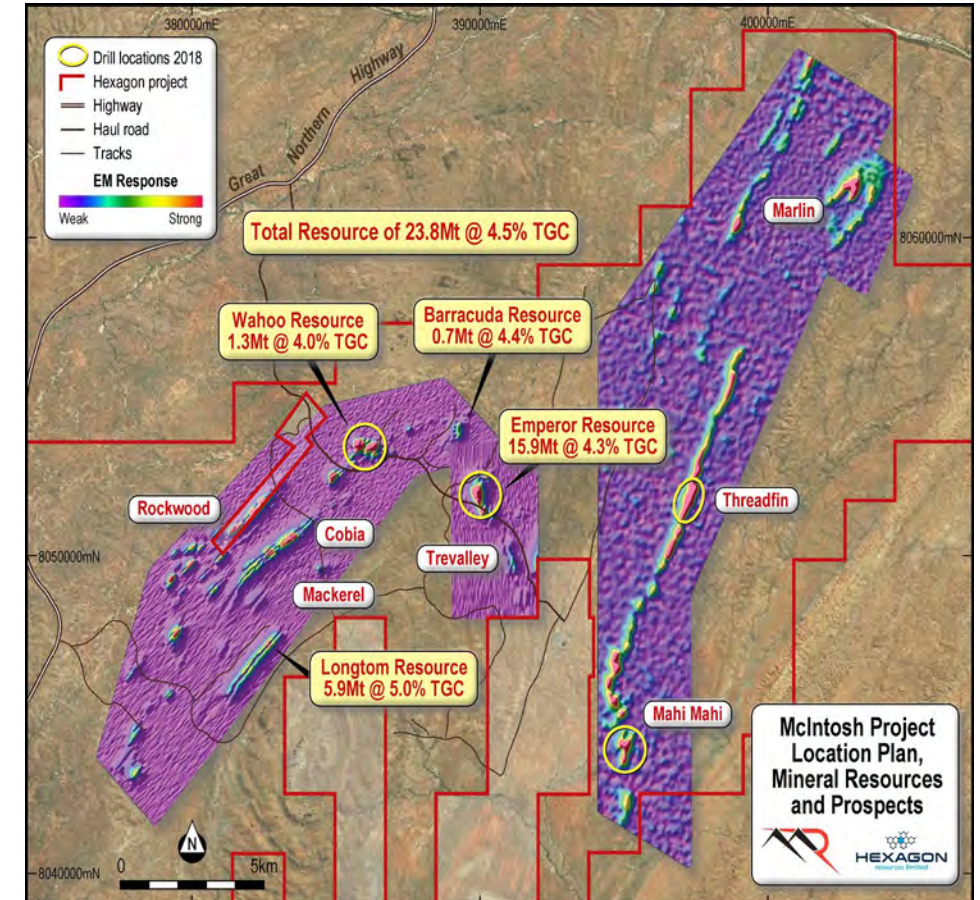 380000mE
390000mE
400000mE
Drill locations 2018
Hexagon project
Highway
Haul road
Tracks
EM Response
Weak
Strong
Great Northern Highway
Total Resource of 23.8Mt @ 4.5% TGC
Marlin
8060000mN
Wahoo Resource
1.3Mt @ 4.0% TGC
Barracuda Resource
0.7Mt @ 4.4% TGC
Emperor Resource
15.9Mt @ 4.3% TGC
Rockwood
Threadfin
Cobia
Trevalley
8050000mN
Mackerel
Longtom Resource
5.9Mt @ 5.0% TGC
Mahi Mahi
McIntosh Project
Location Plan,
Mineral Resources
and Prospects
N
0
5km
8040000mN
HEXAGON
resources limited